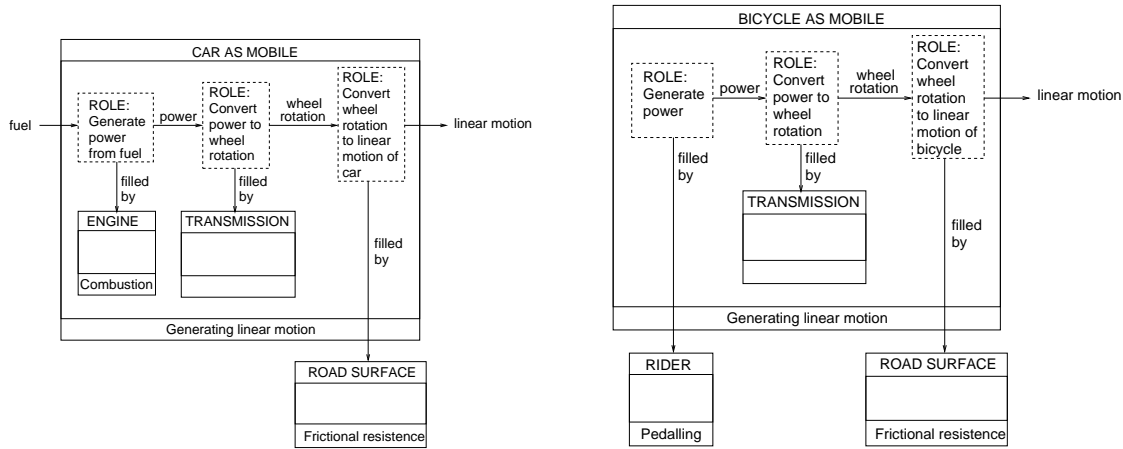 CAR AS MOBILE
fuel
ROLE:
Generate
power
from fuel
power
ROLE:
Convert
power to
wheel
rotation
wheel
rotation
ROLE:
Convert
wheel
rotation
to linear
motion of
car
linear motion
filled
by
filled
by
filled
by
ENGINE
Combustion
TRANSMISSION
Generating linear motion
ROAD SURFACE
Frictional resistence
BICYCLE AS MOBILE
ROLE:
Generate
power
power
ROLE:
Convert
power to
wheel
rotation
wheel
rotation
ROLE:
Convert
wheel
rotation
to linear
motion of
bicycle
linear motion
filled
by
filled
by
filled
by
TRANSMISSION
Generating linear motion
RIDER
Pedalling
ROAD SURFACE
Frictional resistence